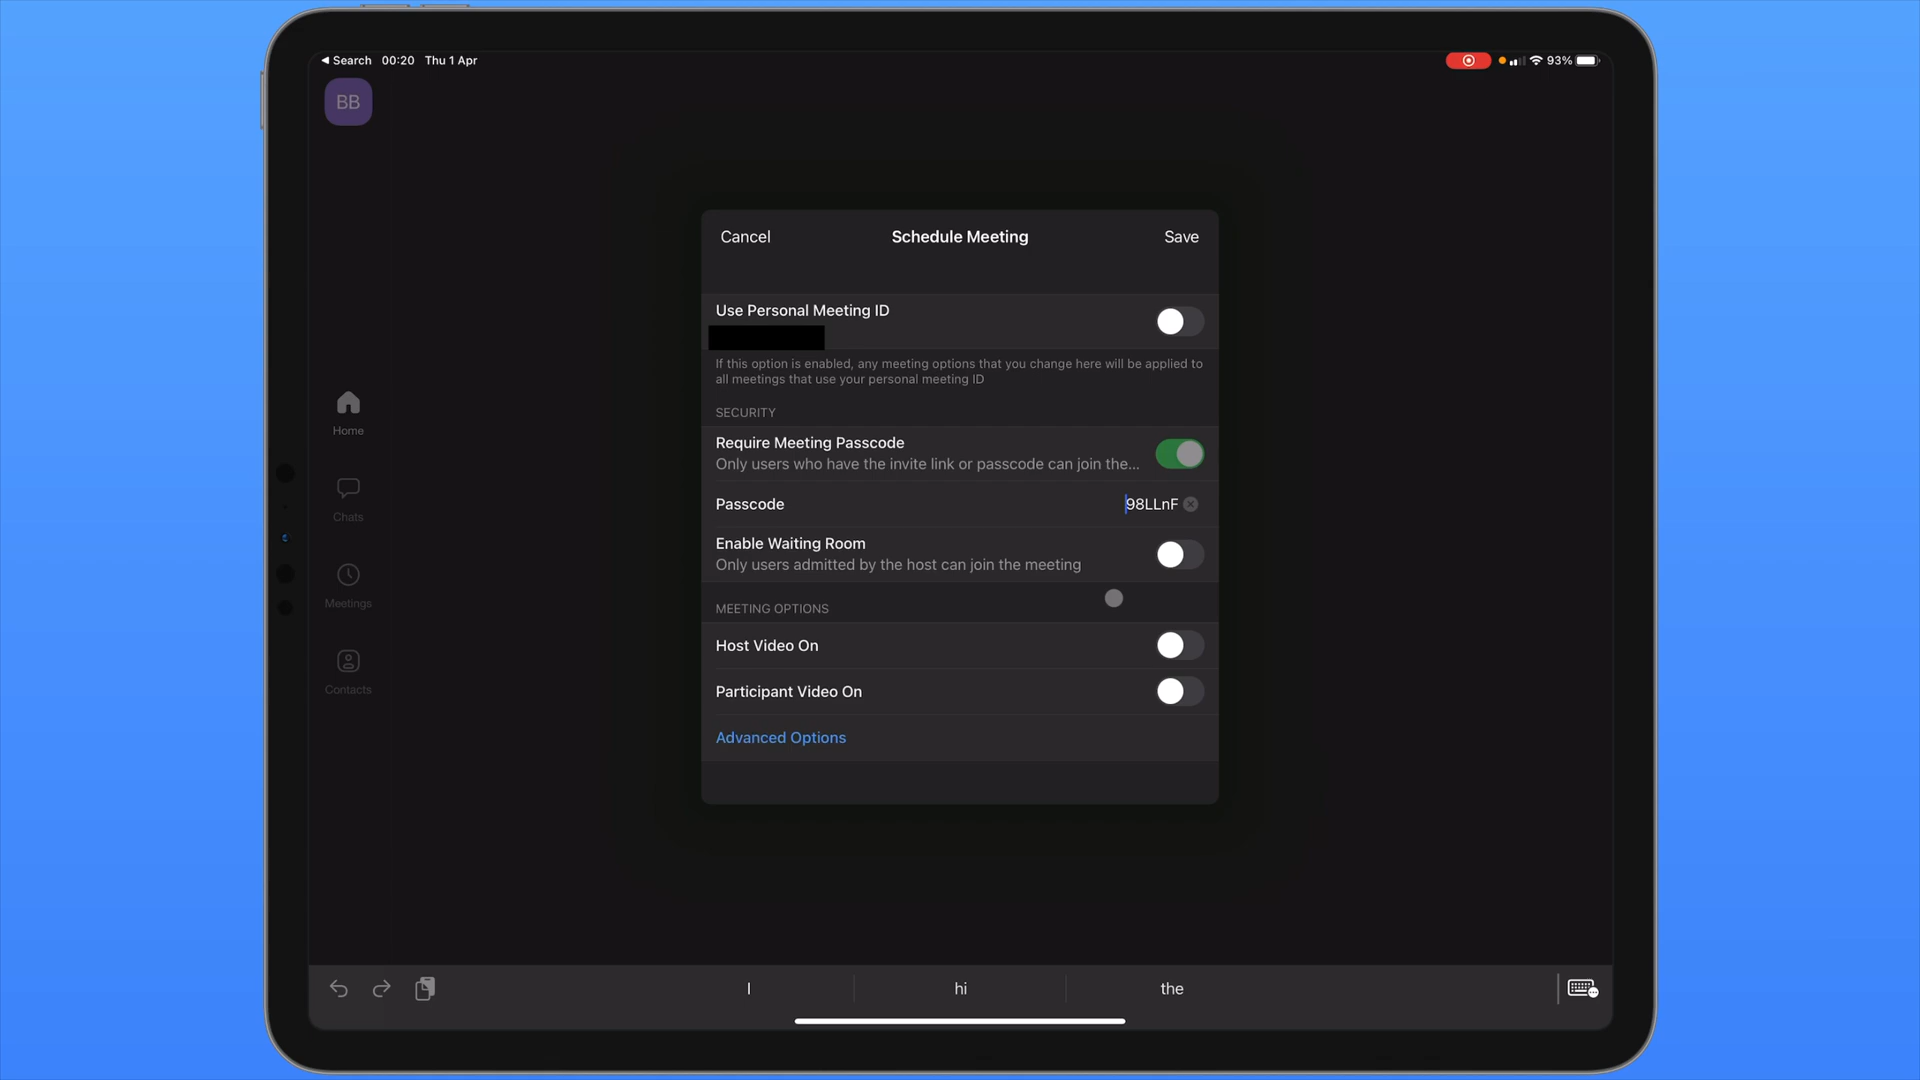 ◀ Search 00:20 Thu 1 Apr
93%
BB
Cancel
Schedule Meeting
Save
Use Personal Meeting ID
If this option is enabled, any meeting options that you change here will be applied to
all meetings that use your personal meeting ID
SECURITY
Require Meeting Passcode
Only users who have the invite link or passcode can join the...
Passcode
98LLnF
Enable Waiting Room
Only users admitted by the host can join the meeting
MEETING OPTIONS
Host Video On
Participant Video On
Advanced Options
Home
Chats
Meetings
Contacts
I
hi
the